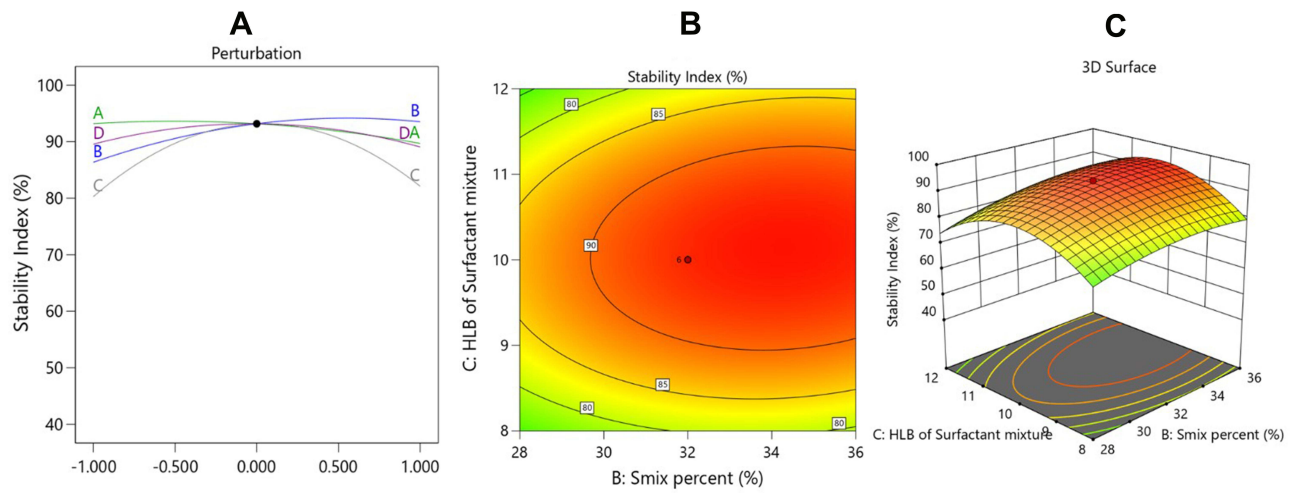 A
Perturbation
Stability Index (%)
100
90
80
70
60
50
40
A
D
B
C
B
DA
C
-1.000
-0.500
0.000
0.500
1.000
B
Stability Index (%)
C: HLB of Surfactant mixture
12
11
10
9
8
80
85
90
6
85
80
80
28
30
32
34
36
B: Smix percent (%)
C
3D Surface
Stability Index (%)
100
90
80
70
60
50
40
12
11
10
9
8
28
30
32
34
36
C: HLB of Surfactant mixture
B: Smix percent (%)